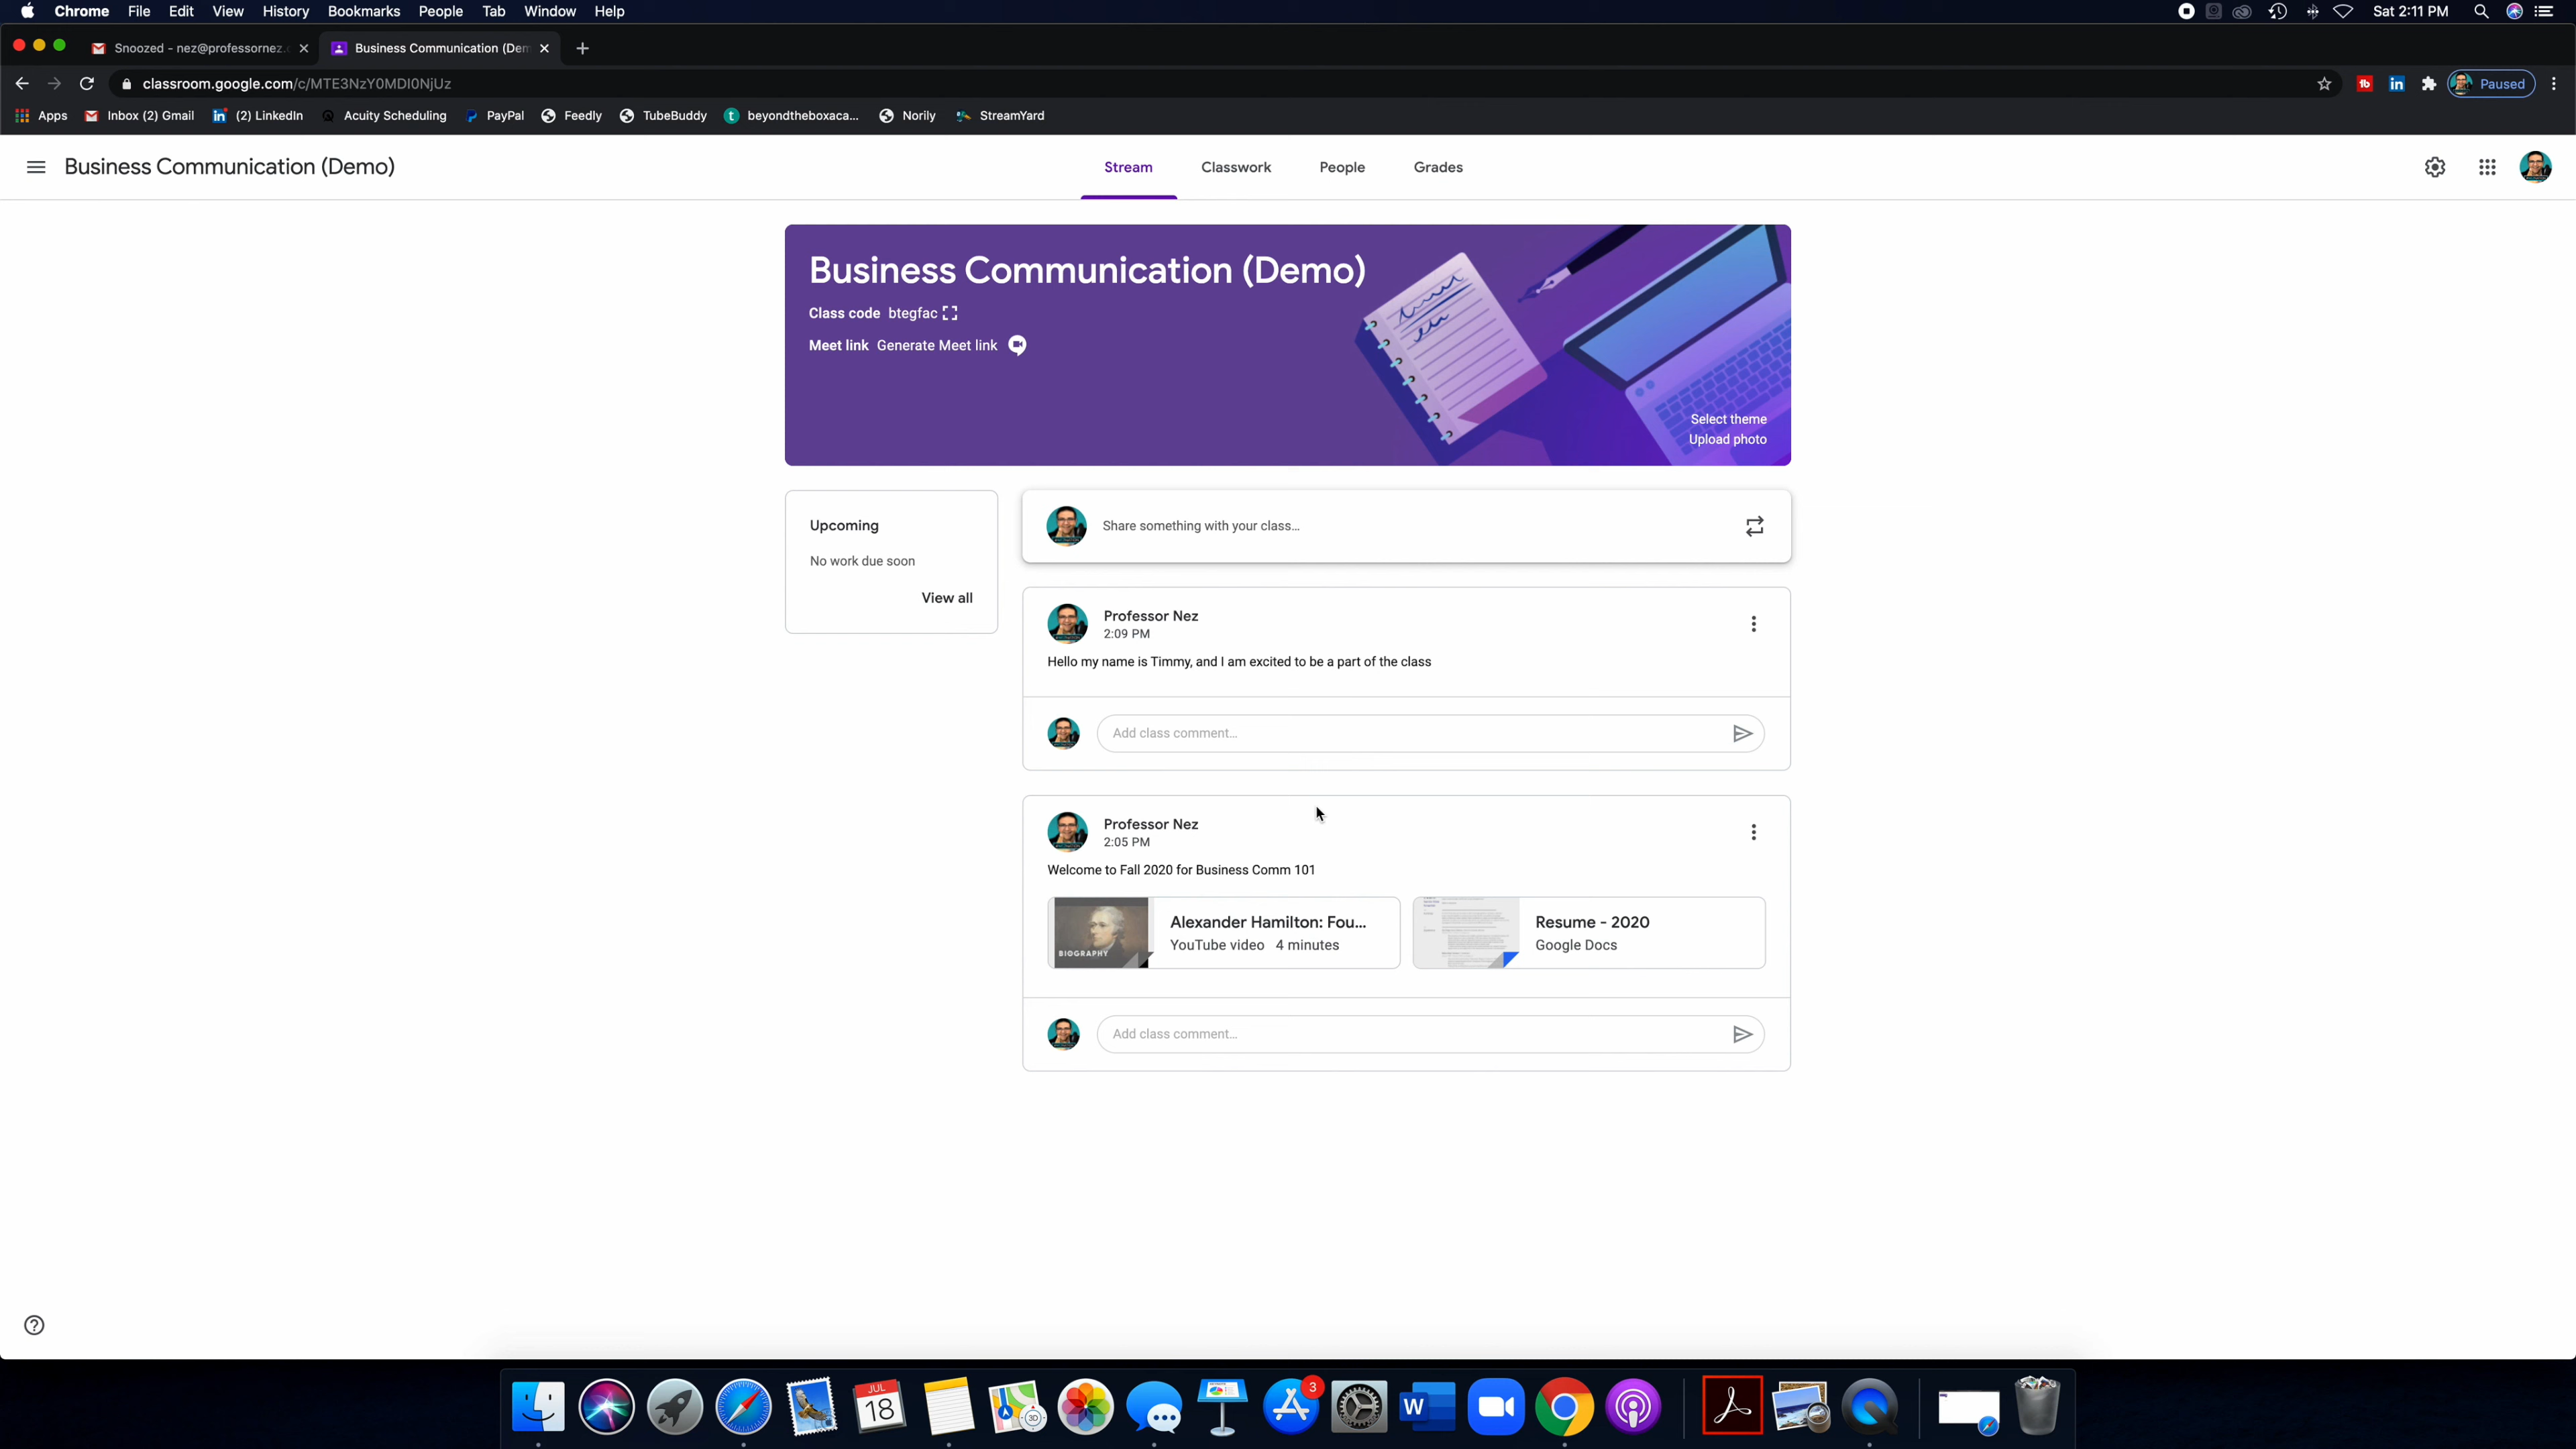 Chrome File Edit View History Bookmarks People Tab Window Help
Sat 2:11 PM
Snoozed - nez@professornez.
Business Communication (Dem
classroom.google.com/c/MTE3NzY0MDI0NjUz
Paused
Apps Inbox (2) Gmail (2) LinkedIn Acuity Scheduling PayPal Feedly TubeBuddy beyondtheboxaca... Norily StreamYard
Business Communication (Demo)
Stream Classwork People Grades
Business Communication (Demo)
Class code btegfac
Meet link Generate Meet link
Select theme
Upload photo
Upcoming
No work due soon
View all
Share something with your class...
Professor Nez
2:09 PM
Hello my name is Timmy, and I am excited to be a part of the class
Add class comment...
Professor Nez
2:05 PM
Welcome to Fall 2020 for Business Comm 101
BIOGRAPHY
Alexander Hamilton: Fou...
YouTube video 4 minutes
Resume - 2020
Google Docs
Add class comment...
JUL
18
3D
3
W